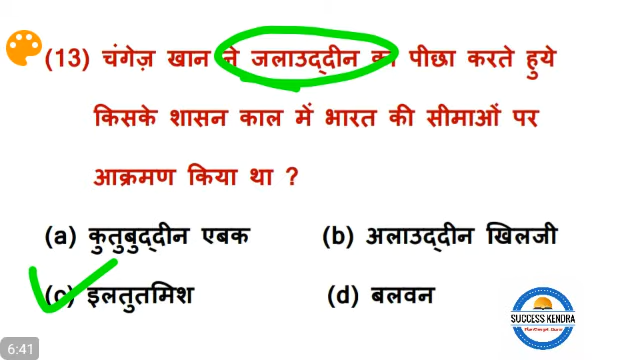 (13) चंगेज़ खान ने जलाउद्दीन का पीछा करते हुये
किसके शासन काल में भारत की सीमाओं पर
आक्रमण किया था ?
(a) कुतुबुद्दीन एबक (b) अलाउद्दीन खिलजी
(c) इलतुतमिश (d) बलवन
SUCCESS KENDRA
6:41